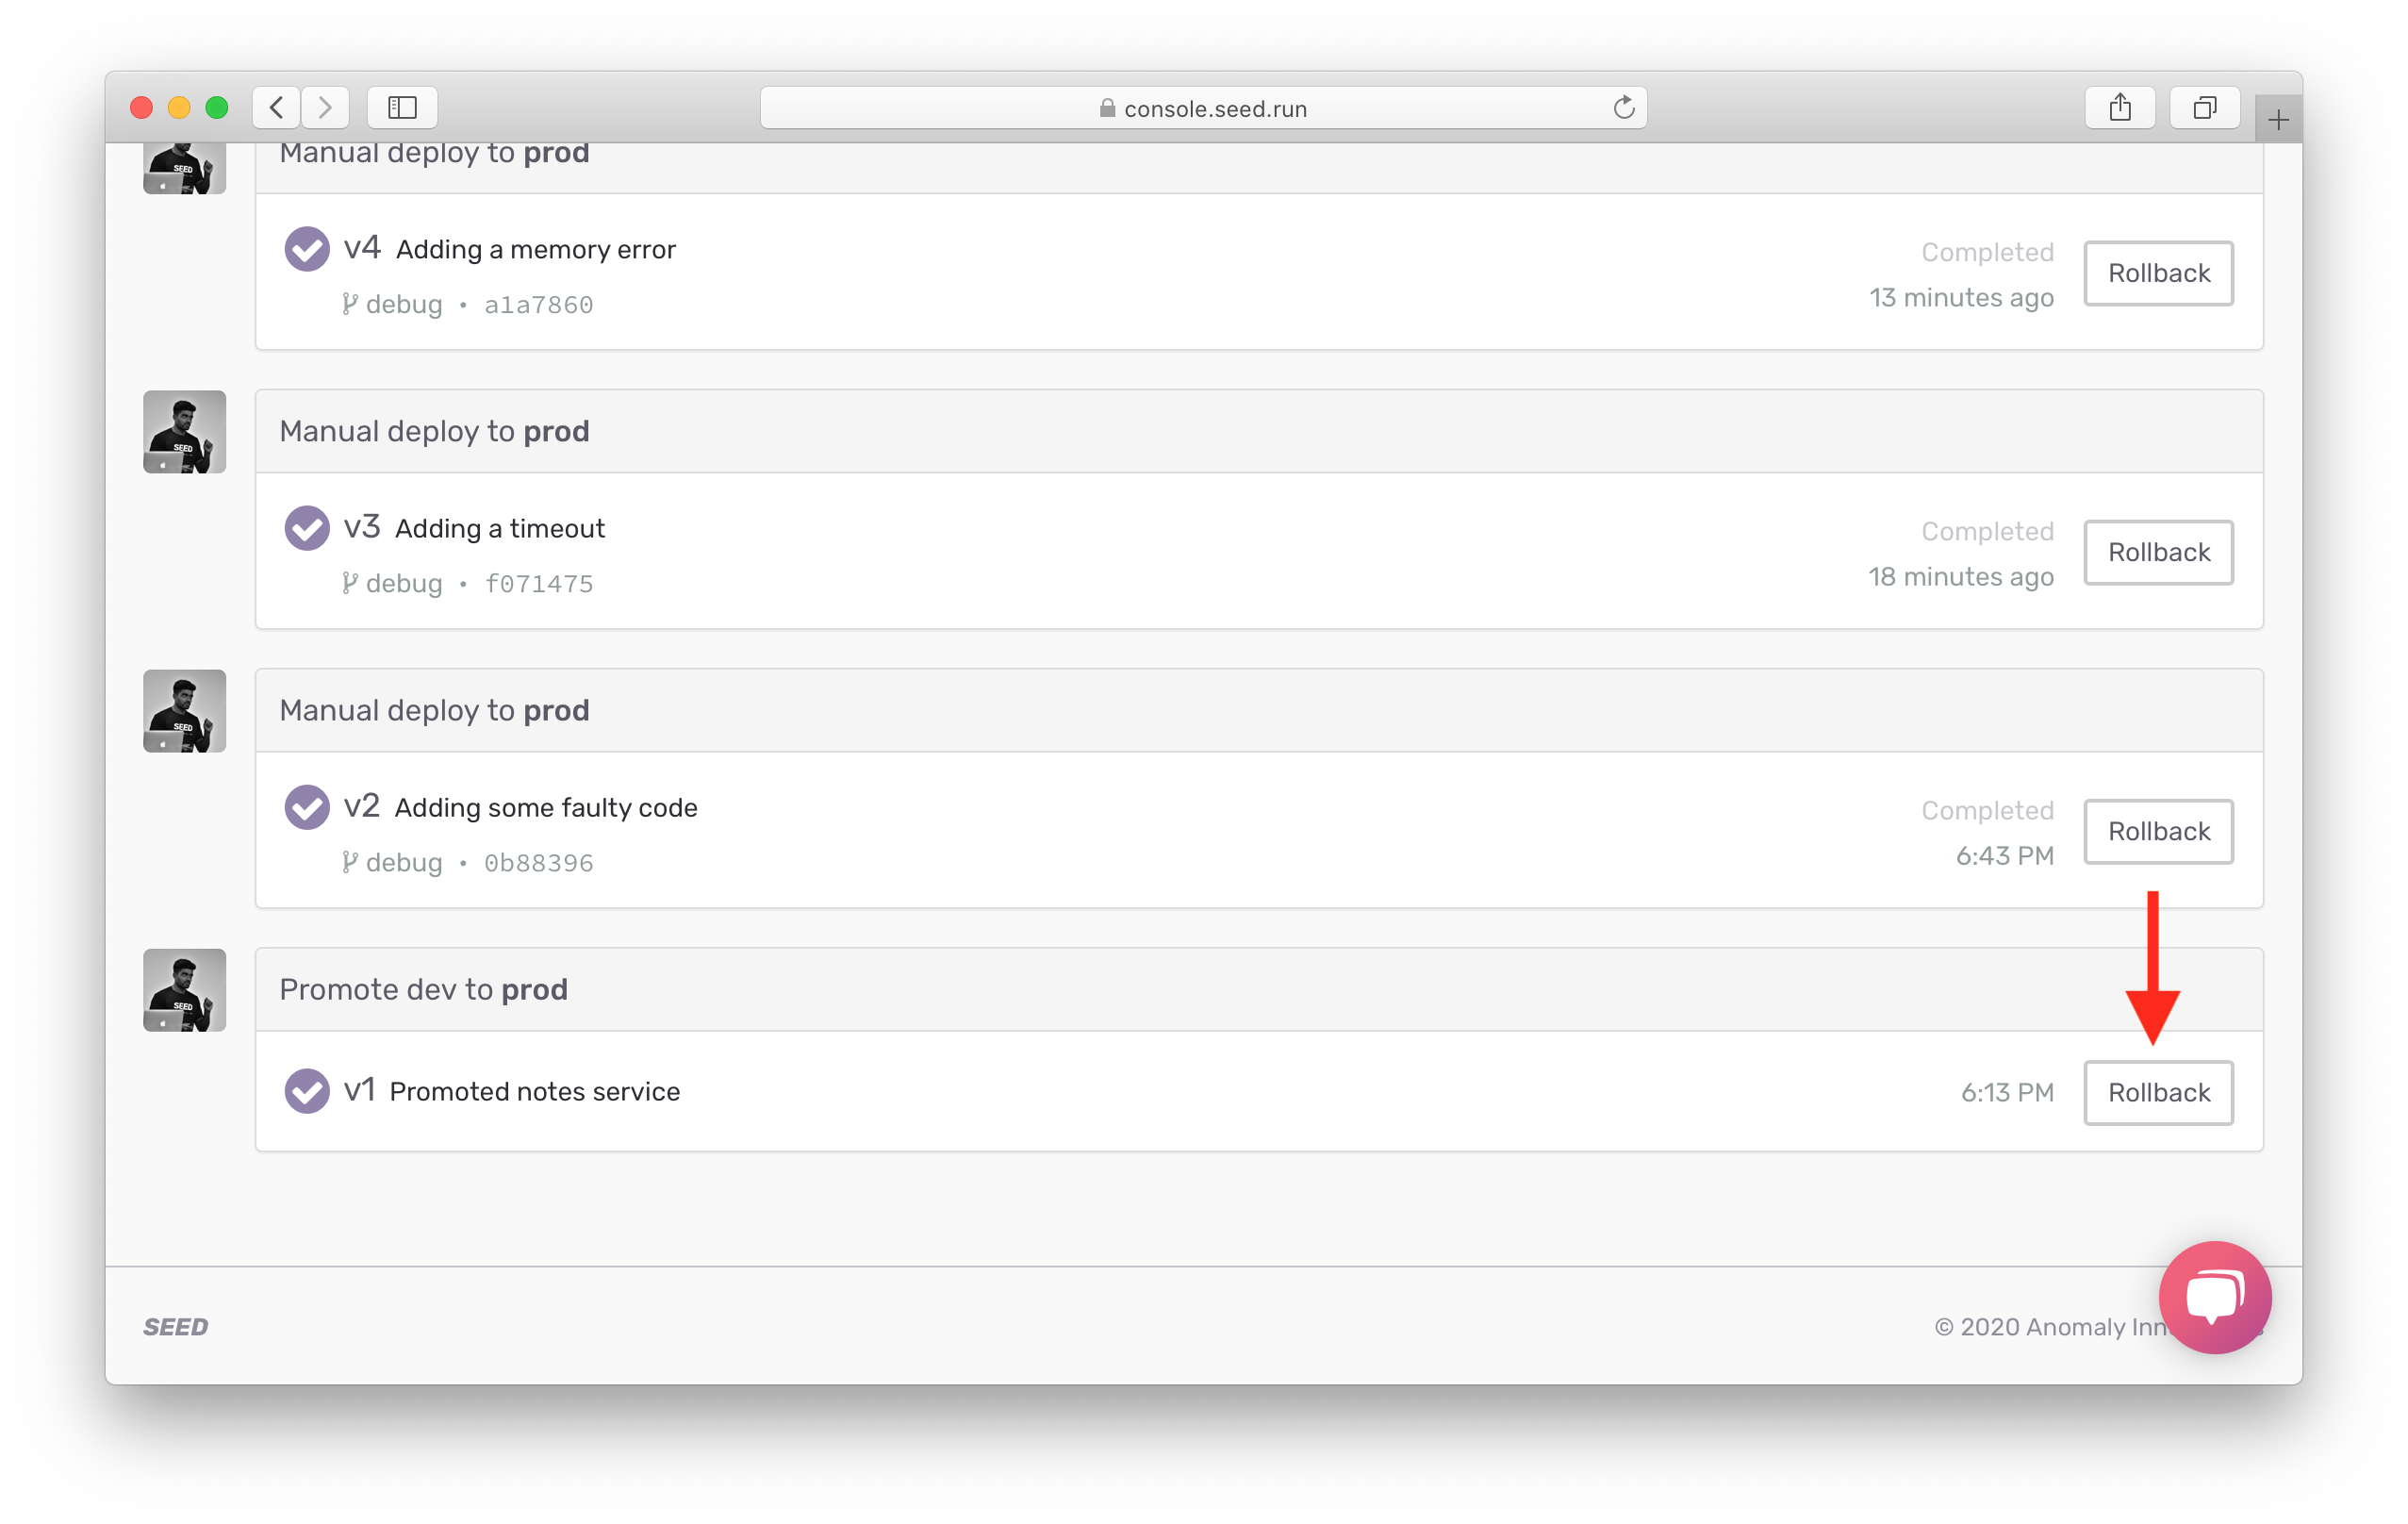 console.seed.run
Manual deploy to prod
v4 Adding a memory error
debug • a1a7860
Completed
13 minutes ago
Rollback
Manual deploy to prod
v3 Adding a timeout
debug • f071475
Completed
18 minutes ago
Rollback
Manual deploy to prod
v2 Adding some faulty code
debug • 0b88396
Completed
6:43 PM
Rollback
Promote dev to prod
v1 Promoted notes service
6:13 PM
Rollback
SEED
© 2020 Anomaly